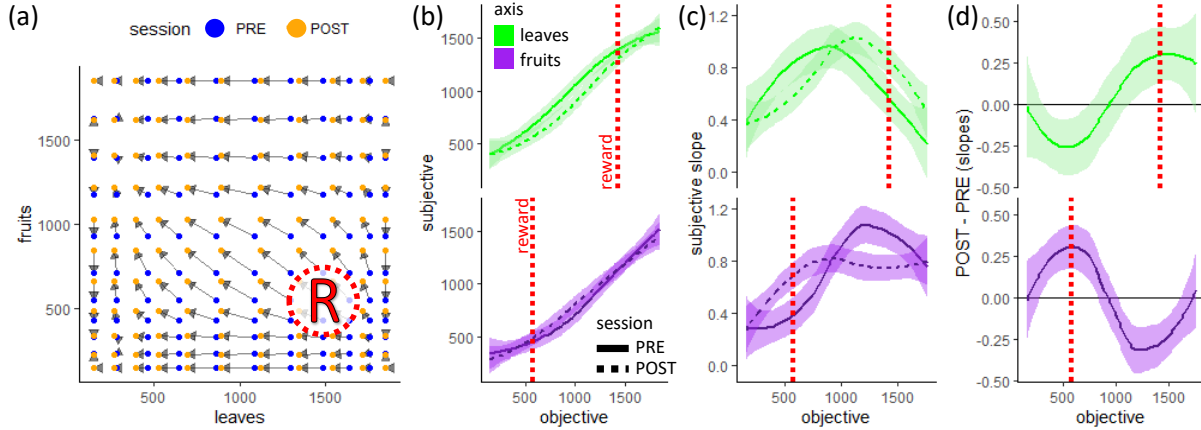 (a)
session PRE POST
fruits
1500
1000
500
R
500 1000 1500
leaves
(b)
axis
leaves
fruits
subjective
1500
1000
500
reward
1500
1000
500
reward
session
PRE
POST
500 1000 1500
objective
(c)
subjective slope
1.2
0.8
0.4
0.0
1.2
0.8
0.4
0.0
500 1000 1500
objective
(d)
POST - PRE (slopes)
0.50
0.25
0.00
-0.25
-0.50
0.50
0.25
0.00
-0.25
-0.50
500 1000 1500
objective